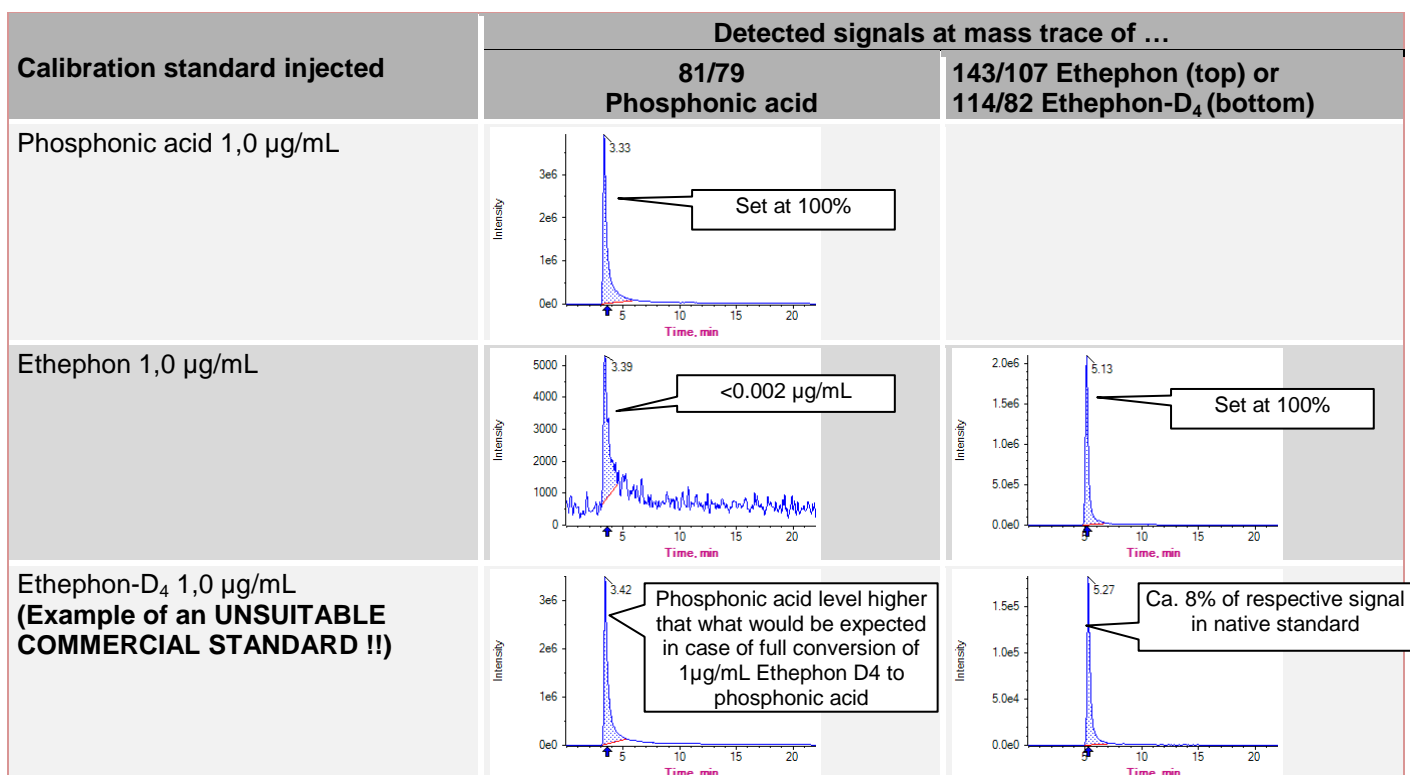 Calibration standard injected
Detected signals at mass trace of …
81/79
Phosphonic acid
143/107 Ethephon (top) or
114/82 Ethephon-D4 (bottom)
Phosphonic acid 1,0 µg/mL
3.33
Set at 100%
3e6
2e6
1e6
0e0
Intensity
5 10 15 20
Time, min
Ethephon 1,0 µg/mL
3.39
<0.002 µg/mL
5000
4000
3000
2000
1000
0
Intensity
5 10 15 20
Time, min
5.13
Set at 100%
2.0e6
1.5e6
1.0e6
5.0e5
0.0e0
Intensity
5 10 15 20
Time, min
Ethephon-D4 1,0 µg/mL
(Example of an UNSUITABLE
COMMERCIAL STANDARD !!)
3.42
Phosphonic acid level higher
that what would be expected
in case of full conversion of
1µg/mL Ethephon D4 to
phosphonic acid
3e6
2e6
1e6
0e0
Intensity
5 10 15 20
Time, min
5.27
Ca. 8% of respective signal
in native standard
1.5e5
1.0e5
5.0e4
0.0e0
Intensity
5 10 15 20
Time, min